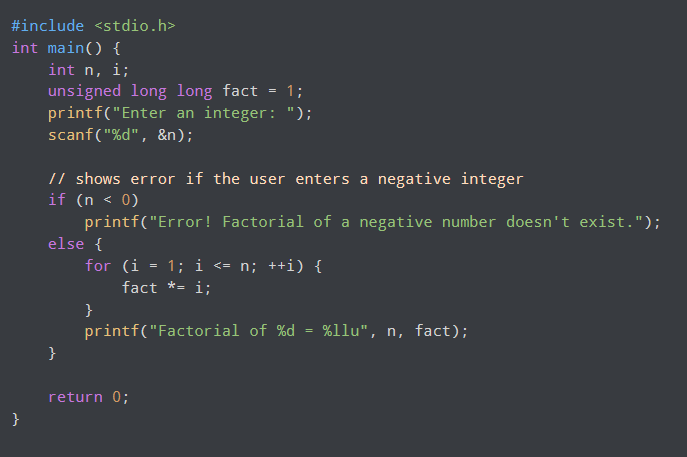 #include <stdio.h>
int main() {
    int n, i;
    unsigned long long fact = 1;
    printf("Enter an integer: ");
    scanf("%d", &n);

    // shows error if the user enters a negative integer
    if (n < 0)
        printf("Error! Factorial of a negative number doesn't exist.");
    else {
        for (i = 1; i <= n; ++i) {
            fact *= i;
        }
        printf("Factorial of %d = %llu", n, fact);
    }

    return 0;
}